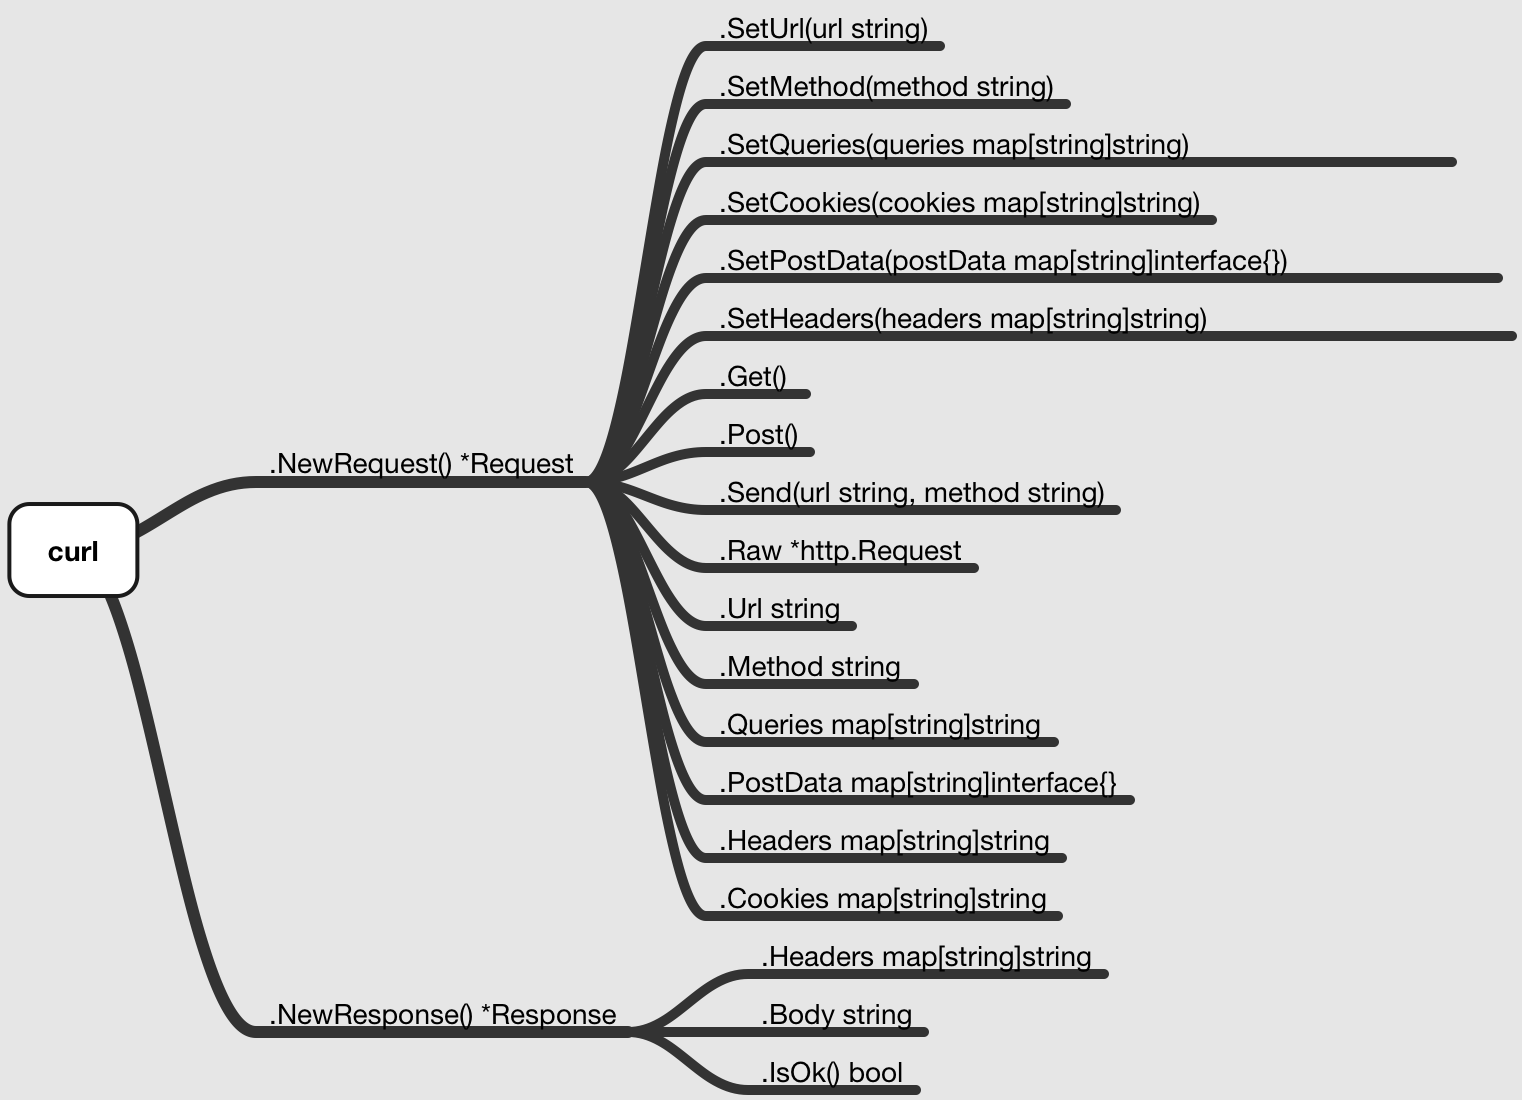 curl
.NewRequest() *Request
.SetUrl(url string)
.SetMethod(method string)
.SetQueries(queries map[string]string)
.SetCookies(cookies map[string]string)
.SetPostData(postData map[string]interface{})
.SetHeaders(headers map[string]string)
.Get()
.Post()
.Send(url string, method string)
.Raw *http.Request
.Url string
.Method string
.Queries map[string]string
.PostData map[string]interface{}
.Headers map[string]string
.Cookies map[string]string
.NewResponse() *Response
.Headers map[string]string
.Body string
.IsOk() bool